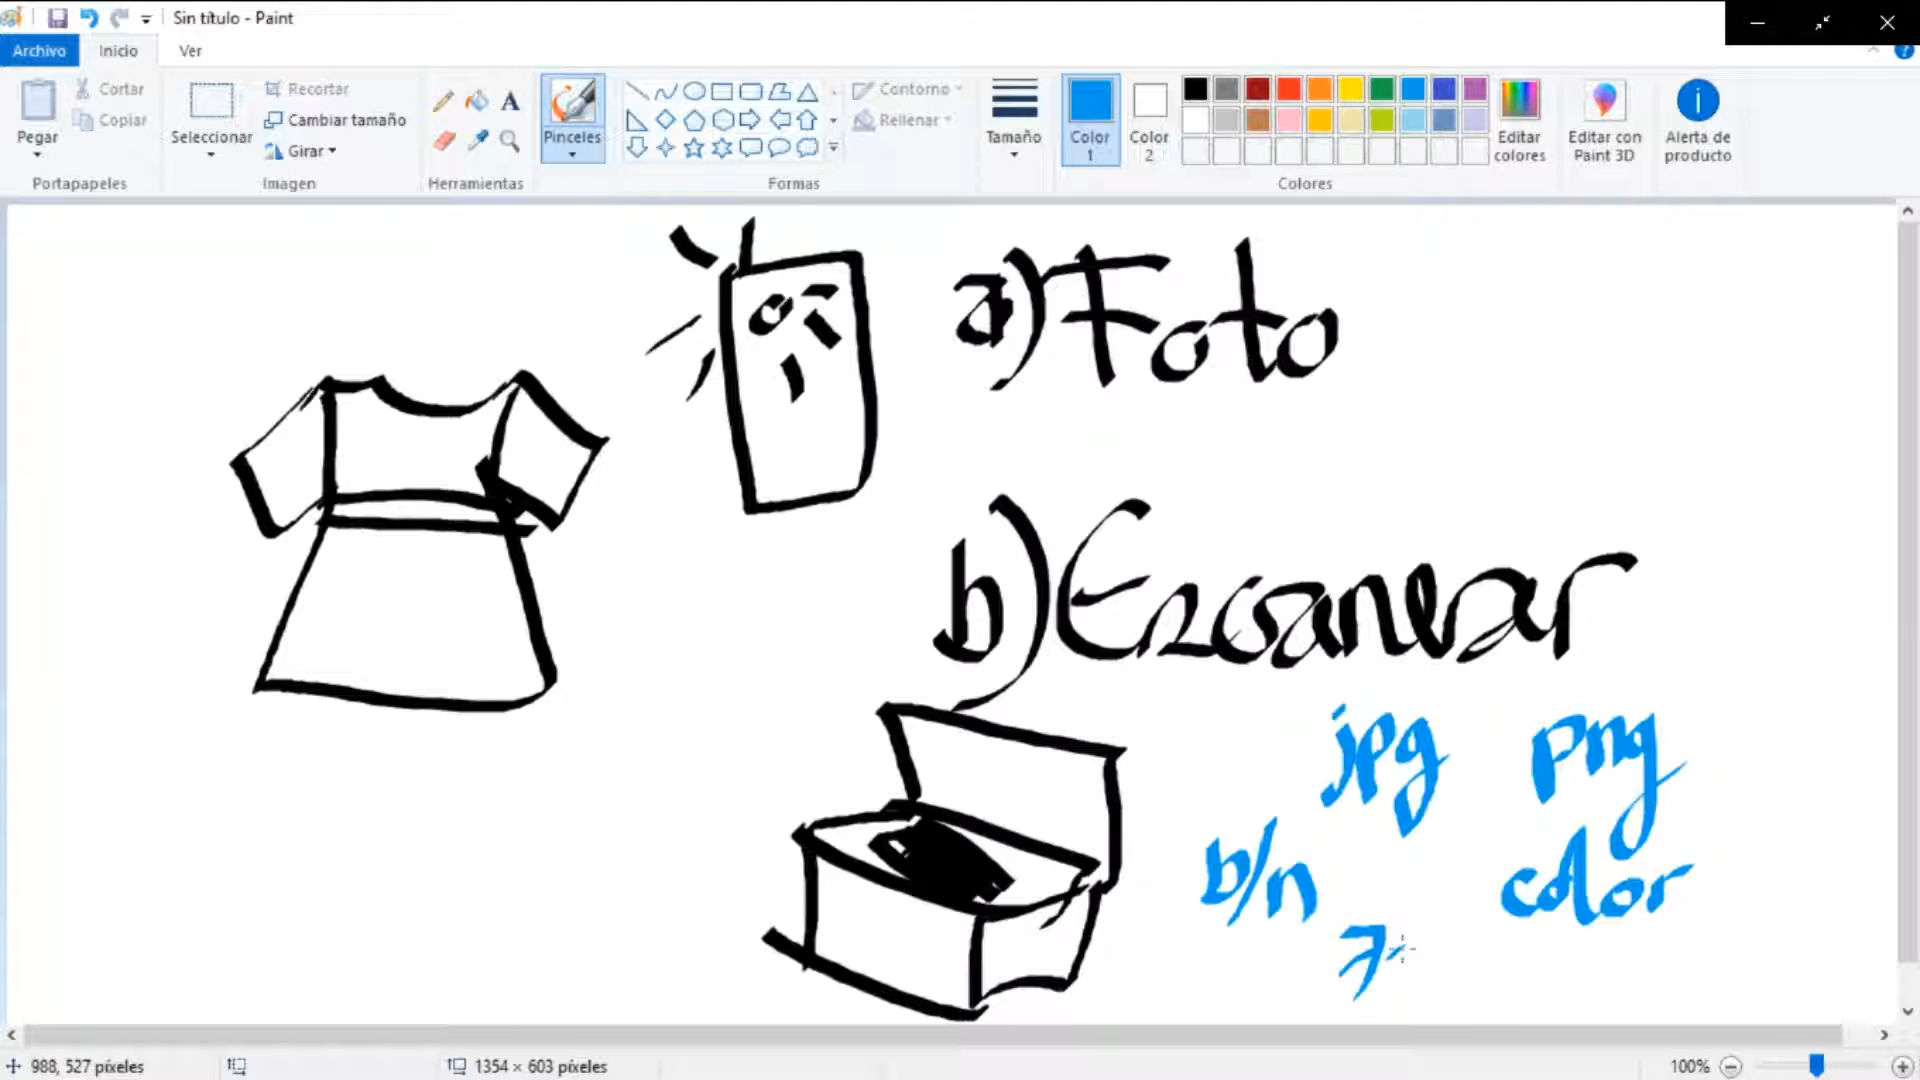 Sin título - Paint
Archivo Inicio Ver
Pegar
Cortar
Copiar
Portapapeles
Seleccionar
Recortar
Cambiar tamaño
Girar
Imagen
Herramientas
Pinceles
Contorno
Rellenar
Formas
Tamaño
Color 1
Color 2
Editar colores
Colores
Editar con Paint 3D
Alerta de producto
a) Foto
b) Escanear
jpg png
b/n color
7
988, 527 píxeles 1354 × 603 píxeles 100%